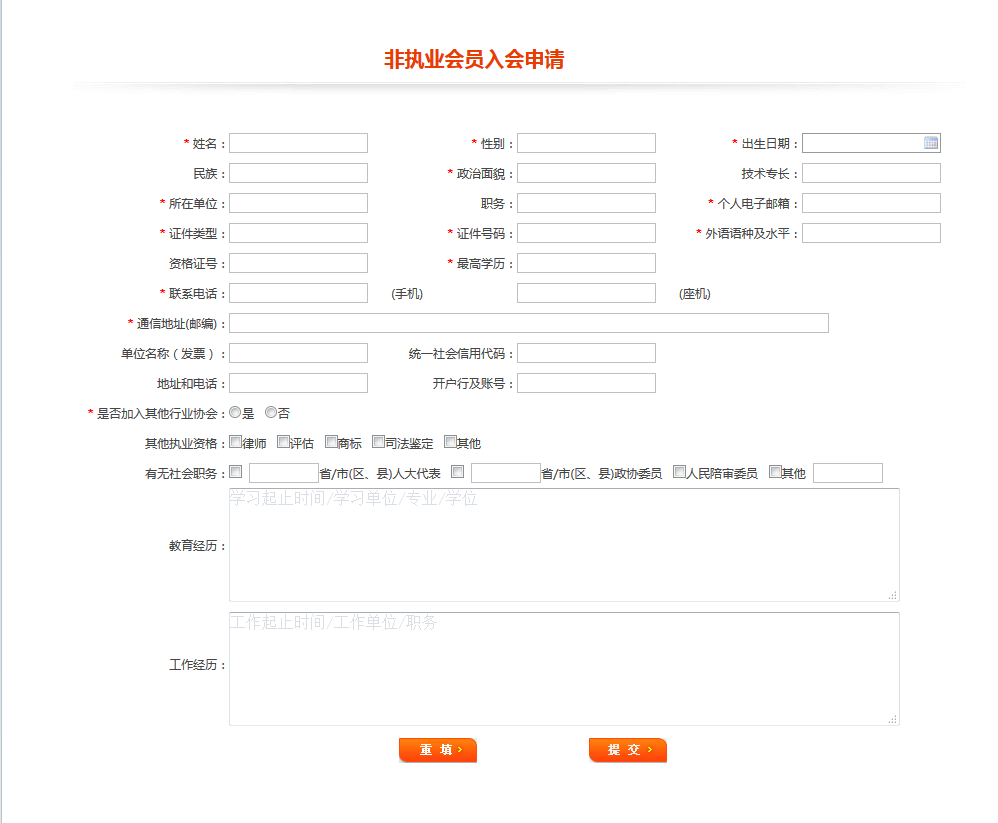 非执业会员入会申请
* 姓名： * 性别： * 出生日期：
民族： * 政治面貌： 技术专长：
* 所在单位： 职务： * 个人电子邮箱：
* 证件类型： * 证件号码： * 外语语种及水平：
资格证号： * 最高学历：
* 联系电话： (手机) (座机)
* 通信地址(邮编)：
单位名称（发票）： 统一社会信用代码：
地址和电话： 开户行及账号：
* 是否加入其他行业协会： 是 否
其他执业资格： 律师 评估 商标 司法鉴定 其他
有无社会职务： 省/市(区、县)人大代表 省/市(区、县)政协委员 人民陪审委员 其他
学习起止时间/学习单位/专业/学位
教育经历：
工作起止时间/工作单位/职务
工作经历：
重 填 › 提 交 ›